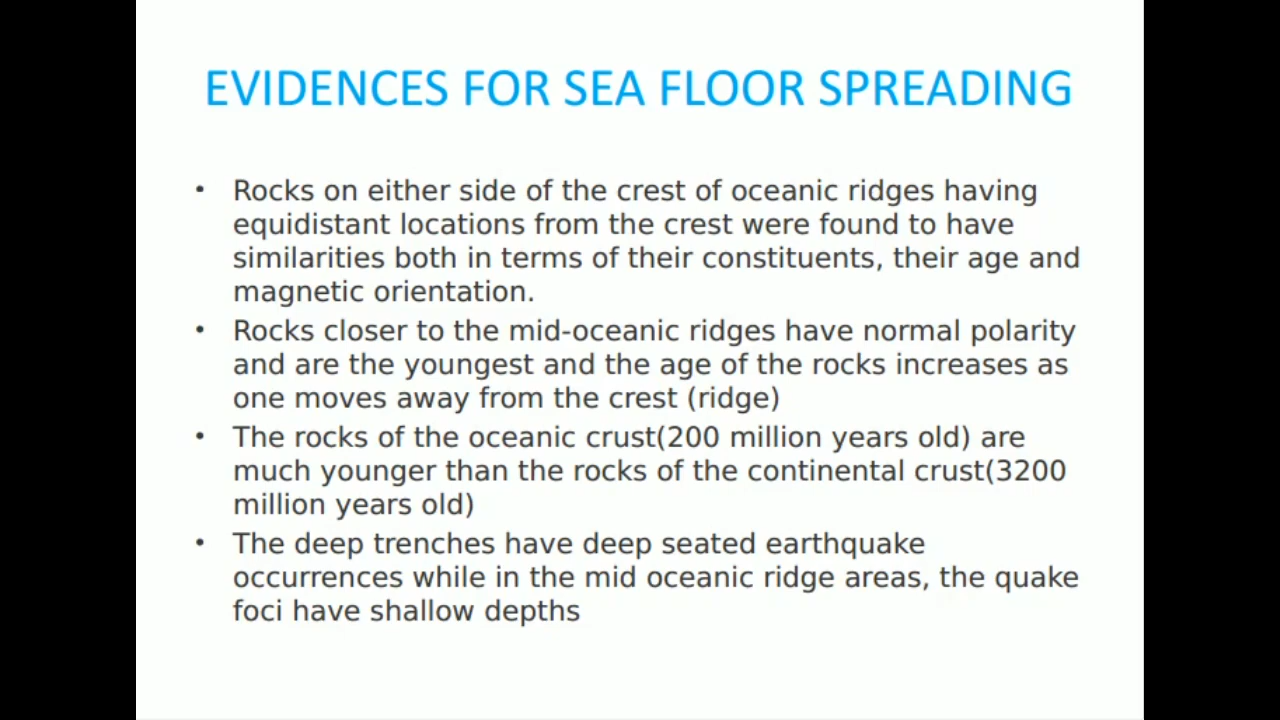 EVIDENCES FOR SEA FLOOR SPREADING
• Rocks on either side of the crest of oceanic ridges having
equidistant locations from the crest were found to have
similarities both in terms of their constituents, their age and
magnetic orientation.
• Rocks closer to the mid-oceanic ridges have normal polarity
and are the youngest and the age of the rocks increases as
one moves away from the crest (ridge)
• The rocks of the oceanic crust(200 million years old) are
much younger than the rocks of the continental crust(3200
million years old)
• The deep trenches have deep seated earthquake
occurrences while in the mid oceanic ridge areas, the quake
foci have shallow depths